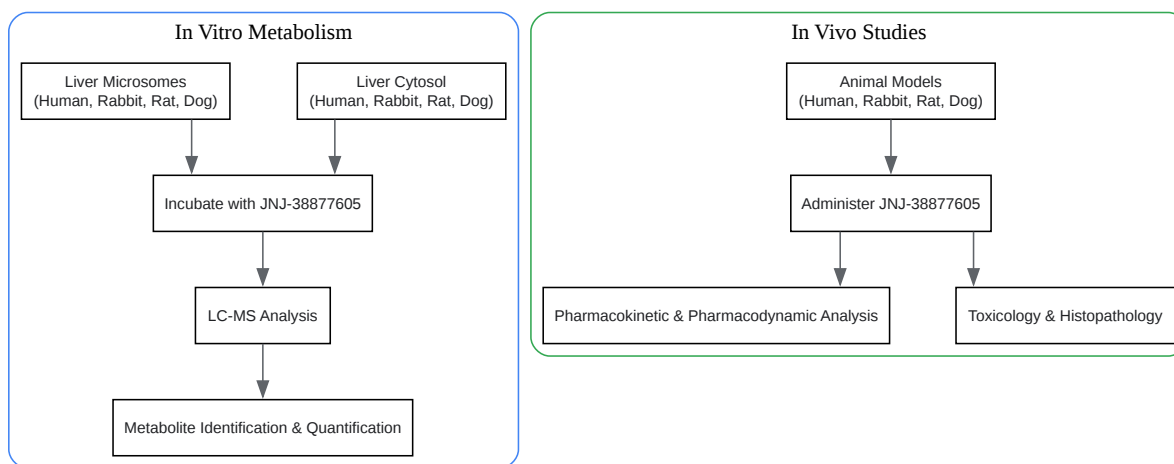 In Vitro Metabolism
Liver Microsomes
(Human, Rabbit, Rat, Dog)
Liver Cytosol
(Human, Rabbit, Rat, Dog)
Incubate with JNJ-38877605
LC-MS Analysis
Metabolite Identification & Quantification
In Vivo Studies
Animal Models
(Human, Rabbit, Rat, Dog)
Administer JNJ-38877605
Pharmacokinetic & Pharmacodynamic Analysis
Toxicology & Histopathology